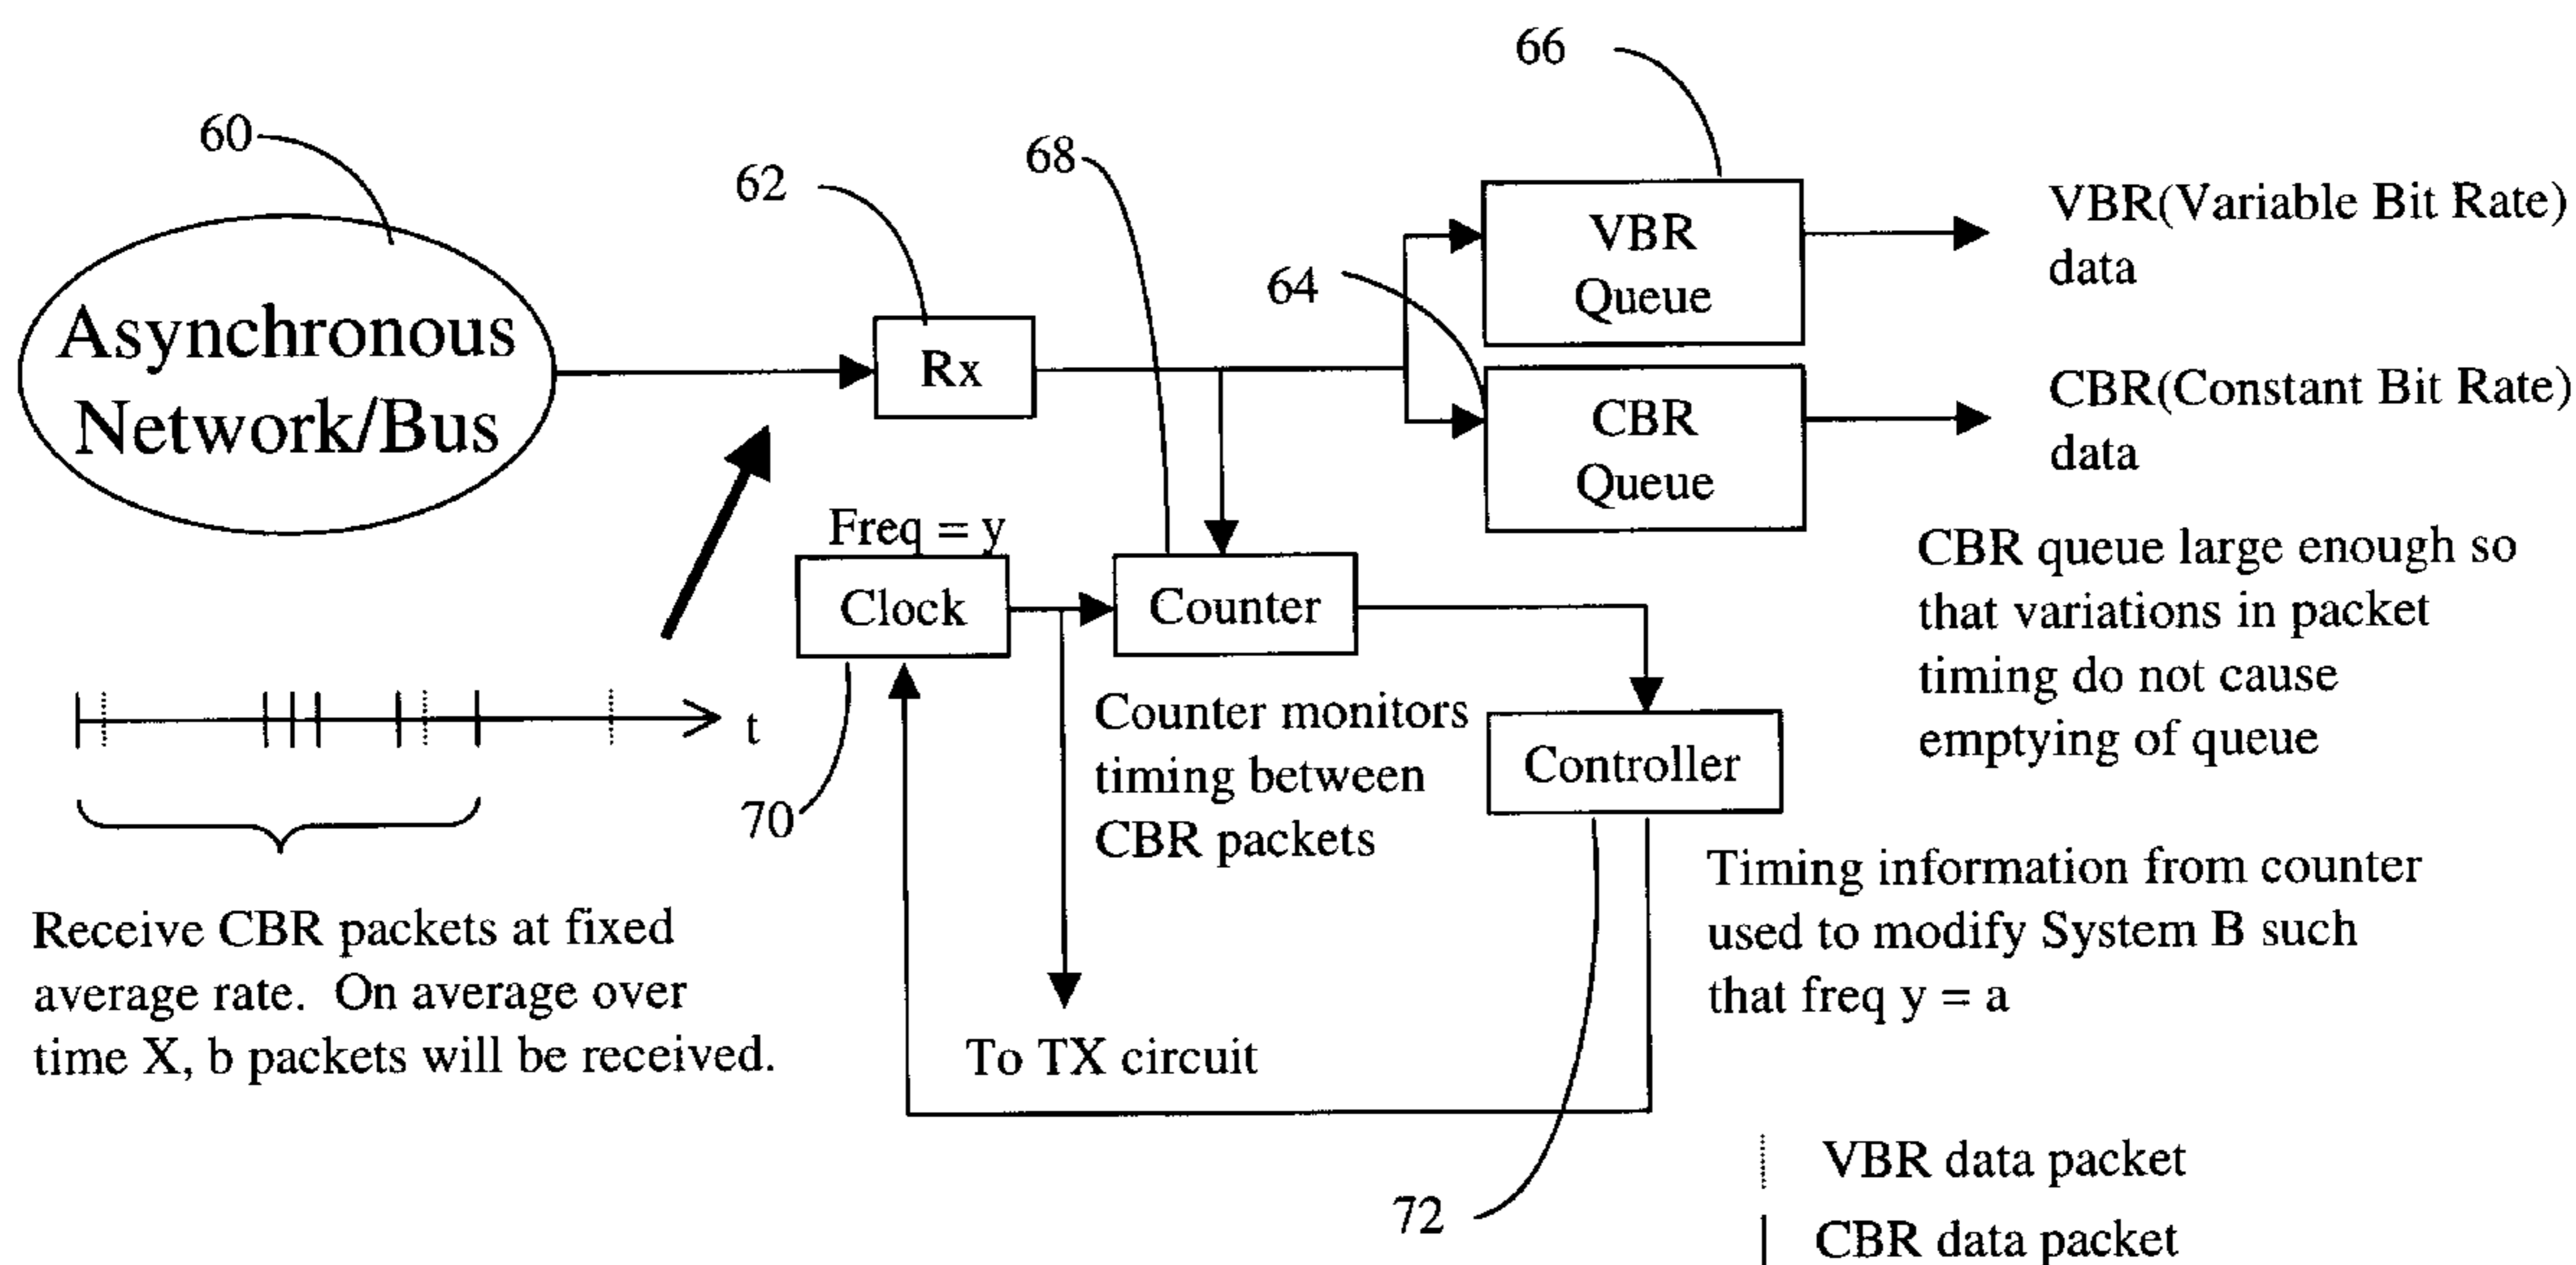 66
60
68
62
VBR(Variable Bit Rate)
data
VBR
Queue
64
Asynchronous
Network/Bus
Rx
CBR(Constant Bit Rate)
data
CBR
Queue
Freq = y
Clock
Counter
CBR queue large enough so
that variations in packet
timing do not cause
emptying of queue
t
Counter monitors
timing between
CBR packets
Controller
70
Receive CBR packets at fixed
average rate. On average over
time X, b packets will be received.
Timing information from counter
used to modify System B such
that freq y = a
To TX circuit
72
VBR data packet
CBR data packet